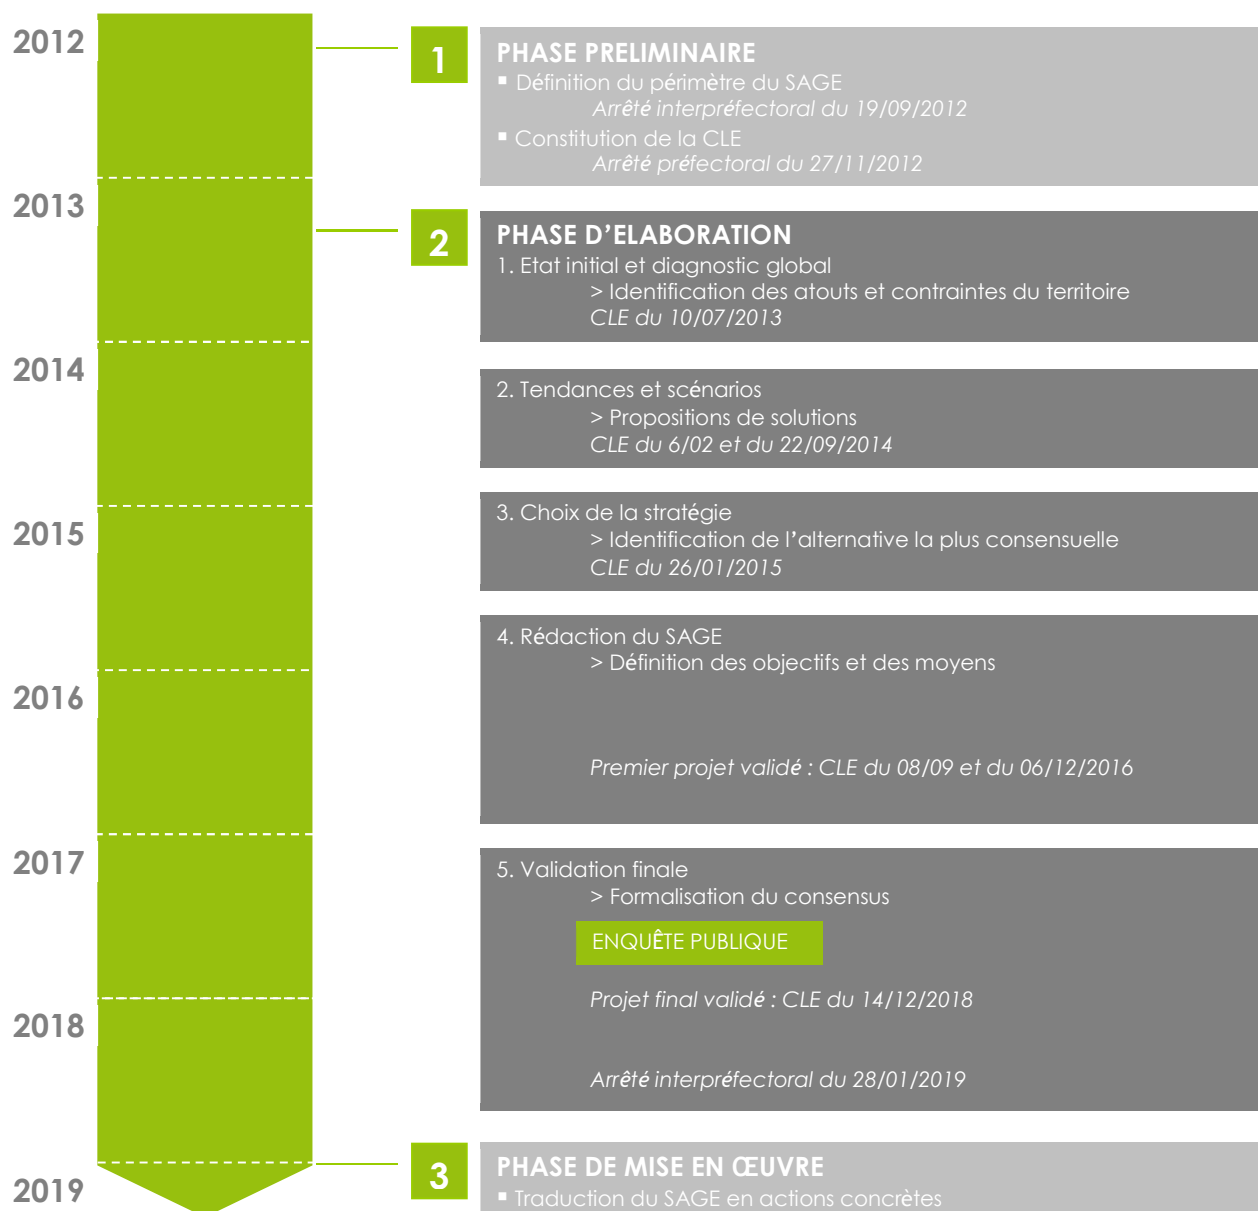 2012
1
PHASE PRELIMINAIRE
▪ Définition du périmètre du SAGE
Arrêté interpréfectoral du 19/09/2012
▪ Constitution de la CLE
Arrêté préfectoral du 27/11/2012
2013
2
PHASE D’ELABORATION
1. Etat initial et diagnostic global
> Identification des atouts et contraintes du territoire
CLE du 10/07/2013
2014
2. Tendances et scénarios
> Propositions de solutions
CLE du 6/02 et du 22/09/2014
2015
3. Choix de la stratégie
> Identification de l’alternative la plus consensuelle
CLE du 26/01/2015
4. Rédaction du SAGE
> Définition des objectifs et des moyens
2016
Premier projet validé : CLE du 08/09 et du 06/12/2016
2017
5. Validation finale
> Formalisation du consensus
ENQUÊTE PUBLIQUE
Projet final validé : CLE du 14/12/2018
2018
Arrêté interpréfectoral du 28/01/2019
3
PHASE DE MISE EN ŒUVRE
2019
▪ Traduction du SAGE en actions concrètes